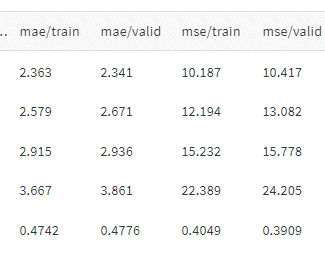 .. mae/train mae/valid mse/train mse/valid
2.363 2.341 10.187 10.417
2.579 2.671 12.194 13.082
2.915 2.936 15.232 15.778
3.667 3.861 22.389 24.205
0.4742 0.4776 0.4049 0.3909